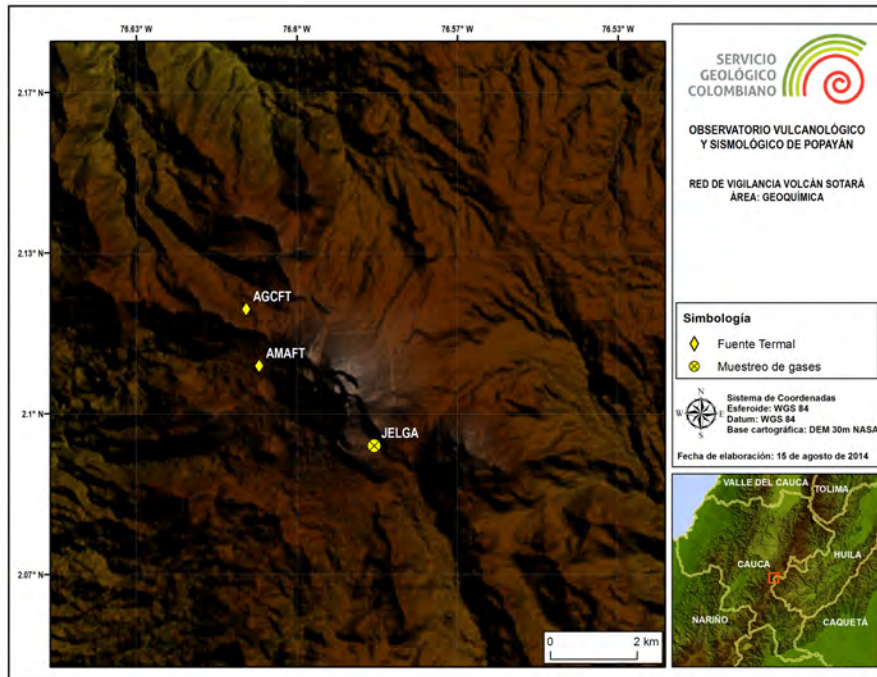 76.63° W
76.6° W
76.57° W
76.53° W
2.17° N
2.13° N
2.1° N
2.07° N
AGCFT
AMAFT
JELGA
0 2 km
SERVICIO
GEOLÓGICO
COLOMBIANO
OBSERVATORIO VULCANOLÓGICO
Y SISMOLÓGICO DE POPAYÁN
RED DE VIGILANCIA VOLCÁN SOTARÁ
ÁREA: GEOQUÍMICA
Simbología
Fuente Termal
Muestreo de gases
N
W E
S
Sistema de Coordenadas
Esferoide: WGS 84
Datum: WGS 84
Base cartográfica: DEM 30m NASA
Fecha de elaboración: 15 de agosto de 2014
VALLE DEL CAUCA
TOLIMA
HUILA
CAUCA
NARIÑO
CAQUETÁ